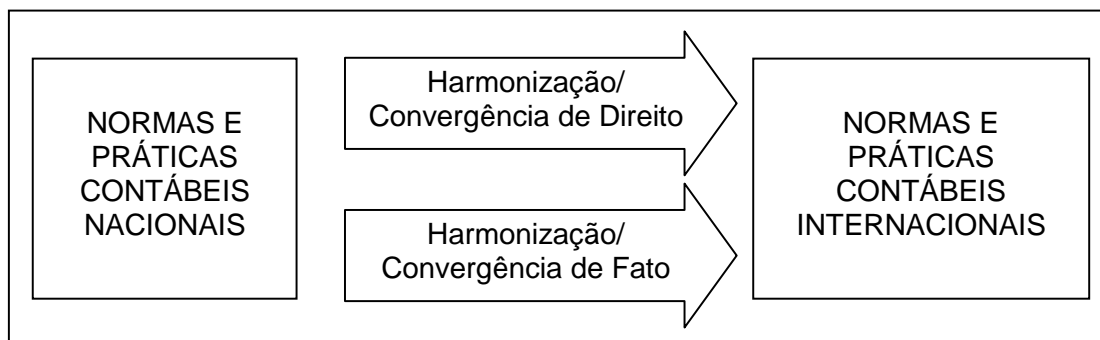 NORMAS E
PRÁTICAS
CONTÁBEIS
NACIONAIS
Harmonização/
Convergência de Direito
Harmonização/
Convergência de Fato
NORMAS E
PRÁTICAS
CONTÁBEIS
INTERNACIONAIS